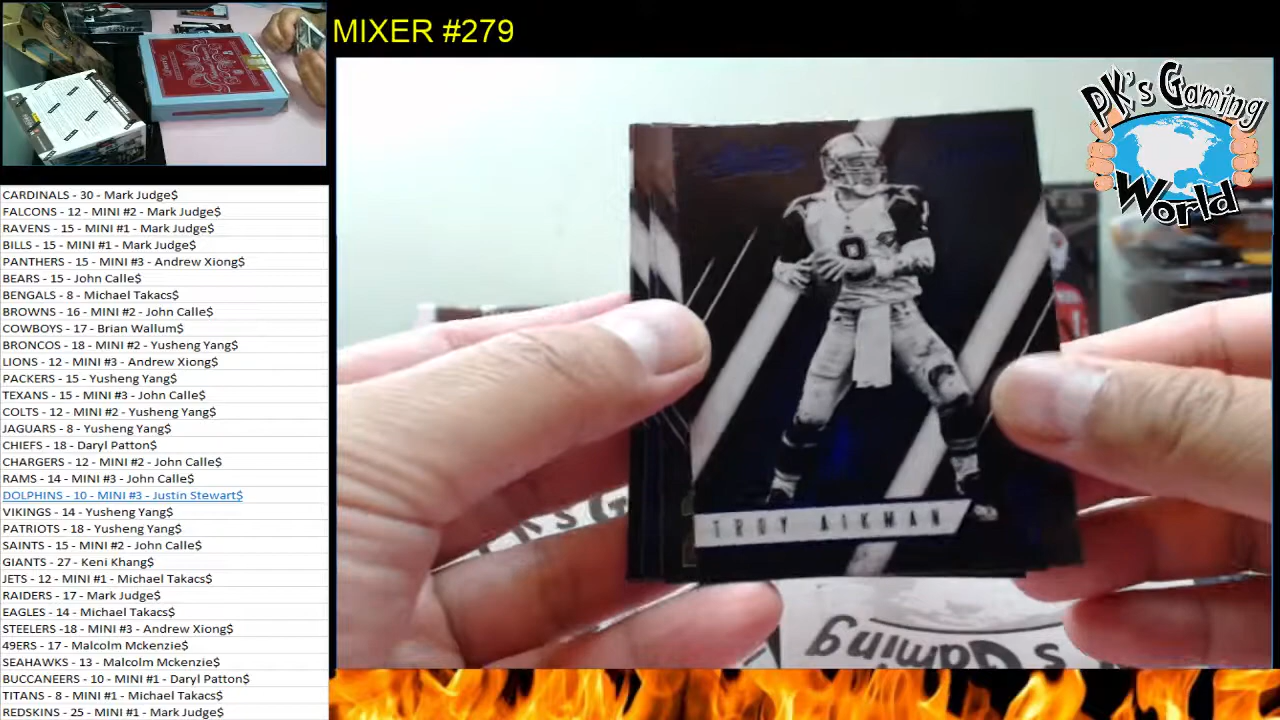 MIXER #279
PK's Gaming World
CARDINALS - 30 - Mark Judge$
FALCONS - 12 - MINI #2 - Mark Judge$
RAVENS - 15 - MINI #1 - Mark Judge$
BILLS - 15 - MINI #1 - Mark Judge$
PANTHERS - 15 - MINI #3 - Andrew Xiong$
BEARS - 15 - John Calle$
BENGALS - 8 - Michael Takacs$
BROWNS - 16 - MINI #2 - John Calle$
COWBOYS - 17 - Brian Wallum$
BRONCOS - 18 - MINI #2 - Yusheng Yang$
LIONS - 12 - MINI #3 - Andrew Xiong$
PACKERS - 15 - Yusheng Yang$
TEXANS - 15 - MINI #3 - John Calle$
COLTS - 12 - MINI #2 - Yusheng Yang$
JAGUARS - 8 - Yusheng Yang$
CHIEFS - 18 - Daryl Patton$
CHARGERS - 12 - MINI #2 - John Calle$
RAMS - 14 - MINI #3 - John Calle$
DOLPHINS - 10 - MINI #3 - Justin Stewart$
VIKINGS - 14 - Yusheng Yang$
PATRIOTS - 18 - Yusheng Yang$
SAINTS - 15 - MINI #2 - John Calle$
GIANTS - 27 - Keni Khang$
JETS - 12 - MINI #1 - Michael Takacs$
RAIDERS - 17 - Mark Judge$
EAGLES - 14 - Michael Takacs$
STEELERS -18 - MINI #3 - Andrew Xiong$
49ERS - 17 - Malcolm Mckenzie$
SEAHAWKS - 13 - Malcolm Mckenzie$
BUCCANEERS - 10 - MINI #1 - Daryl Patton$
TITANS - 8 - MINI #1 - Michael Takacs$
REDSKINS - 25 - MINI #1 - Mark Judge$
8
TROY AIKMAN
K's G
s Gaming